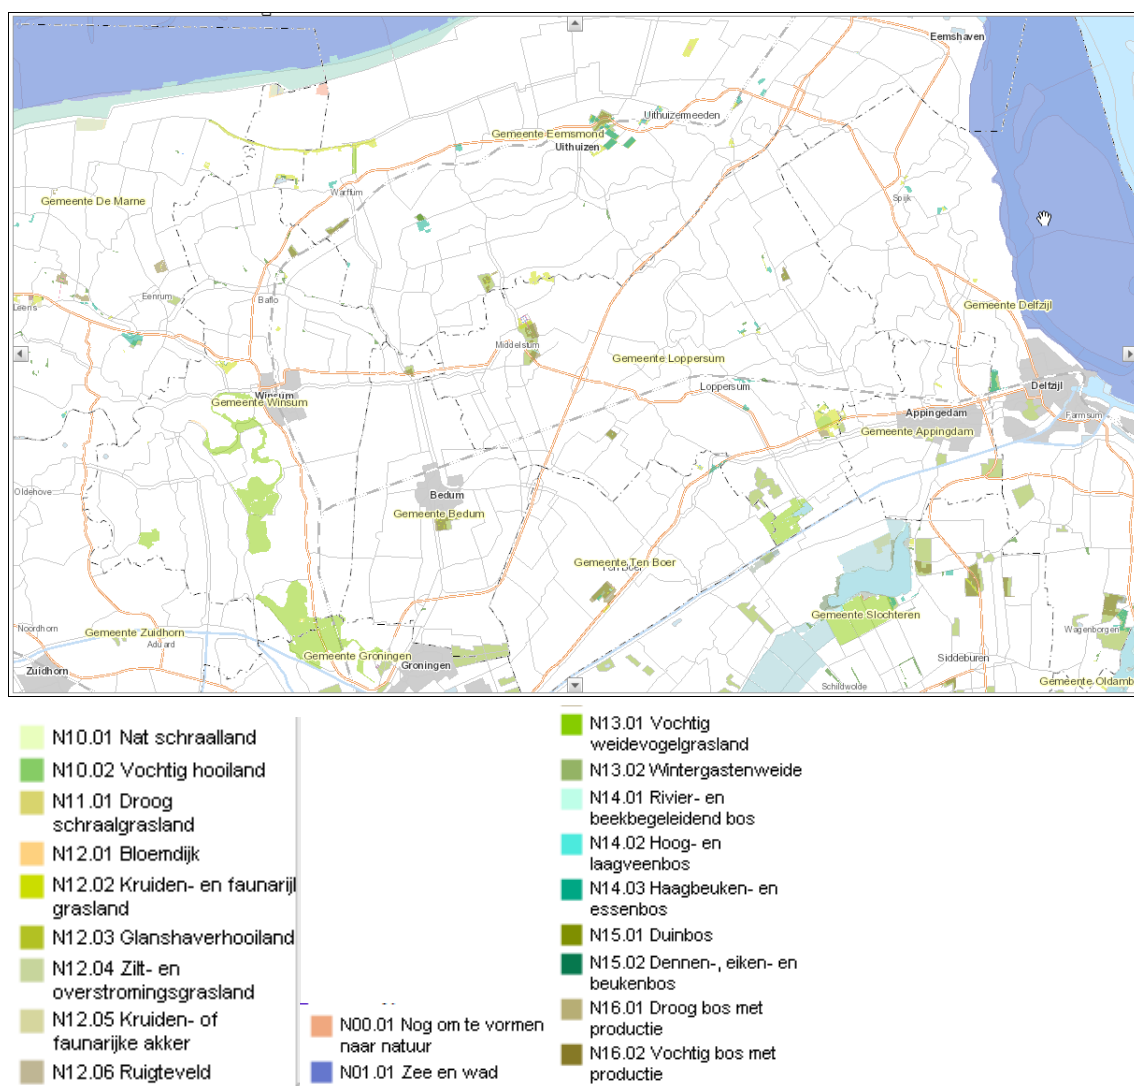 Eemshaven
Uithuizermeeden
Gemeente Eemsmond
Uithuizen
Warffum
Gemeente De Marne
Spijk
Eenrum
Baflo
Leens
Gemeente Delfzijl
Middelstum
Gemeente Loppersum
Loppersum
Delfzijl
Winsum
Gemeente Winsum
Appingedam
Farmsum
Gemeente Appingdam
Oldehove
Bedum
Gemeente Bedum
Gemeente Ten Boer
Ten Boer
Gemeente Slochteren
Noordhorn
Gemeente Zuidhorn
Aduard
Wagenborgen
Gemeente Groningen
Groningen
Zuidhorn
Siddeburen
Schildwolde
Gemeente Oldamb
N10.01 Nat schraalland
N10.02 Vochtig hooiland
N11.01 Droog
schraalgrasland
N12.01 Bloemdijk
N12.02 Kruiden- en faunarijk
grasland
N12.03 Glanshaverhooiland
N12.04 Zilt- en
overstromingsgrasland
N12.05 Kruiden- of
faunarijke akker
N12.06 Ruigteveld
N00.01 Nog om te vormen
naar natuur
N01.01 Zee en wad
N13.01 Vochtig
weidevogelgrasland
N13.02 Wintergastenweide
N14.01 Rivier- en
beekbegeleidend bos
N14.02 Hoog- en
laagveenbos
N14.03 Haagbeuken- en
essenbos
N15.01 Duinbos
N15.02 Dennen-, eiken- en
beukenbos
N16.01 Droog bos met
productie
N16.02 Vochtig bos met
productie